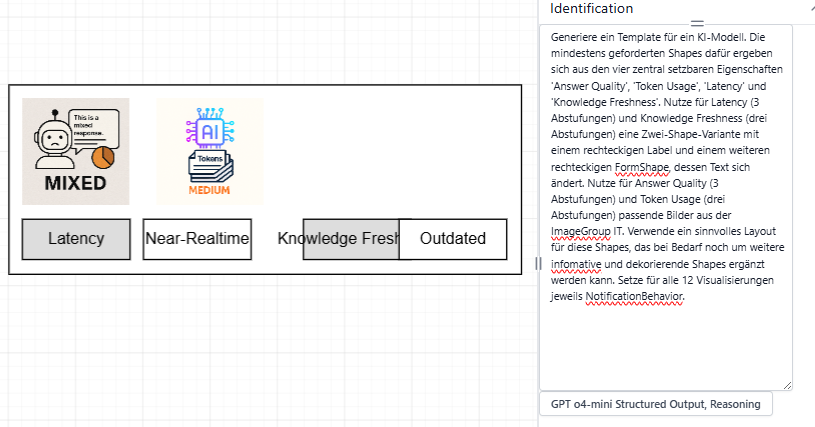 Identification
Generiere ein Template für ein KI-Modell. Die
mindestens geforderten Shapes dafür ergeben
sich aus den vier zentral setzbaren Eigenschaften
'Answer Quality', 'Token Usage', 'Latency' und
'Knowledge Freshness'. Nutze für Latency (3
Abstufungen) und Knowledge Freshness (drei
Abstufungen) eine Zwei-Shape-Variante mit
einem rechteckigen Label und einem weiteren
rechteckigen FormShape, dessen Text sich
ändert. Nutze für Answer Quality (3
Abstufungen) und Token Usage (drei
Abstufungen) passende Bilder aus der
ImageGroup IT. Verwende ein sinnvolles Layout
für diese Shapes, das bei Bedarf noch um weitere
infomative und dekorierende Shapes ergänzt
werden kann. Setze für alle 12 Visualisierungen
jeweils NotificationBehavior.
GPT o4-mini Structured Output, Reasoning
This is a
mixed
response.
MIXED
AI
Tokens
MEDIUM
Latency
Near-Realtime
Knowledge Fresh
Outdated